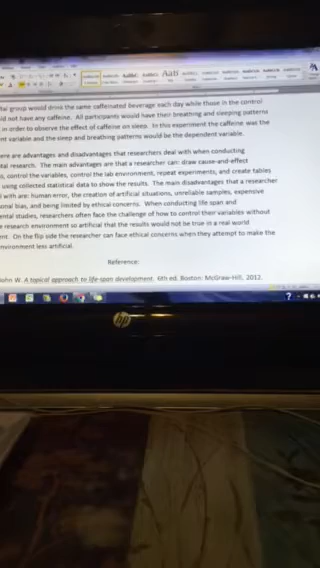 tal group would drink the same caffeinated beverage each day while those in the control
ld not have any caffeine. All participants would have their breathing and sleeping patterns
in order to observe the effect of caffeine on sleep. In this experiment the caffeine was the
nt variable and the sleep and breathing patterns would be the dependent variable.
ere are advantages and disadvantages that researchers deal with when conducting
tal research. The main advantages are that a researcher can: draw cause-and-effect
s, control the variables, control the lab environment, repeat experiments, and create tables
using collected statistical data to show the results. The main disadvantages that a researcher
l with are: human error, the creation of artificial situations, unreliable samples, expensive
onal bias, and being limited by ethical concerns. When conducting life span and
ental studies, researchers often face the challenge of how to control their variables without
e research environment so artificial that the results would not be true in a real world
ent. On the flip side the researcher can face ethical concerns when they attempt to make the
nvironment less artificial.
Reference:
ohn W. A topical approach to life-span development. 6th ed. Boston: McGraw-Hill, 2012.
hp